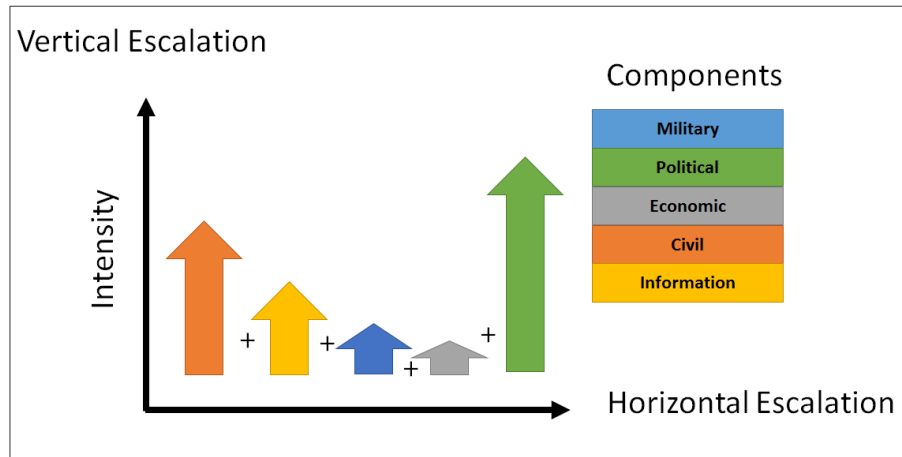 Vertical Escalation
Components
Military
Political
Economic
Civil
Information
Intensity
+
+
+
+
Horizontal Escalation